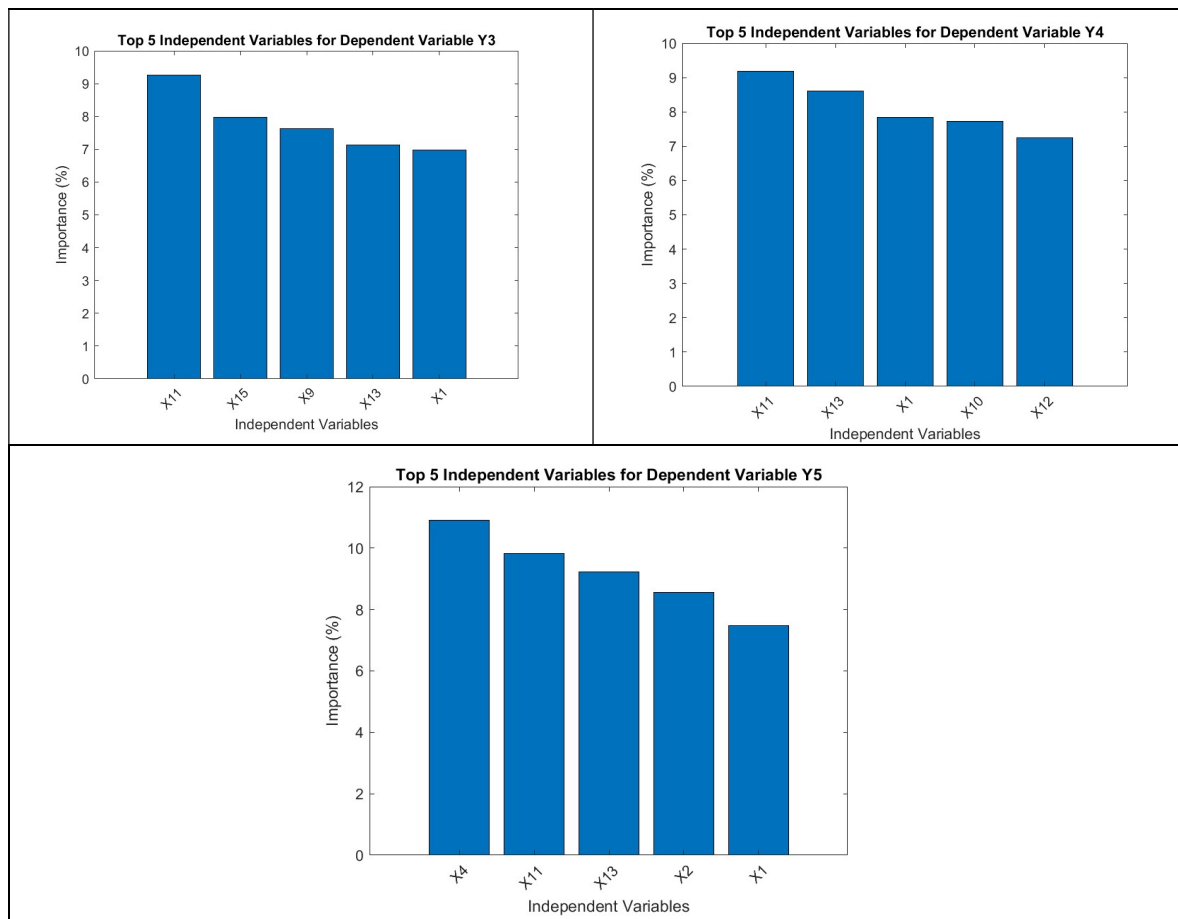 Top 5 Independent Variables for Dependent Variable Y3
10
9
8
7
6
5
4
3
2
1
0
Importance (%)
X11 X15 X9 X13 X1
Independent Variables
Top 5 Independent Variables for Dependent Variable Y4
10
9
8
7
6
5
4
3
2
1
0
Importance (%)
X11 X13 X1 X10 X12
Independent Variables
Top 5 Independent Variables for Dependent Variable Y5
12
10
8
6
4
2
0
Importance (%)
X4 X11 X13 X2 X1
Independent Variables